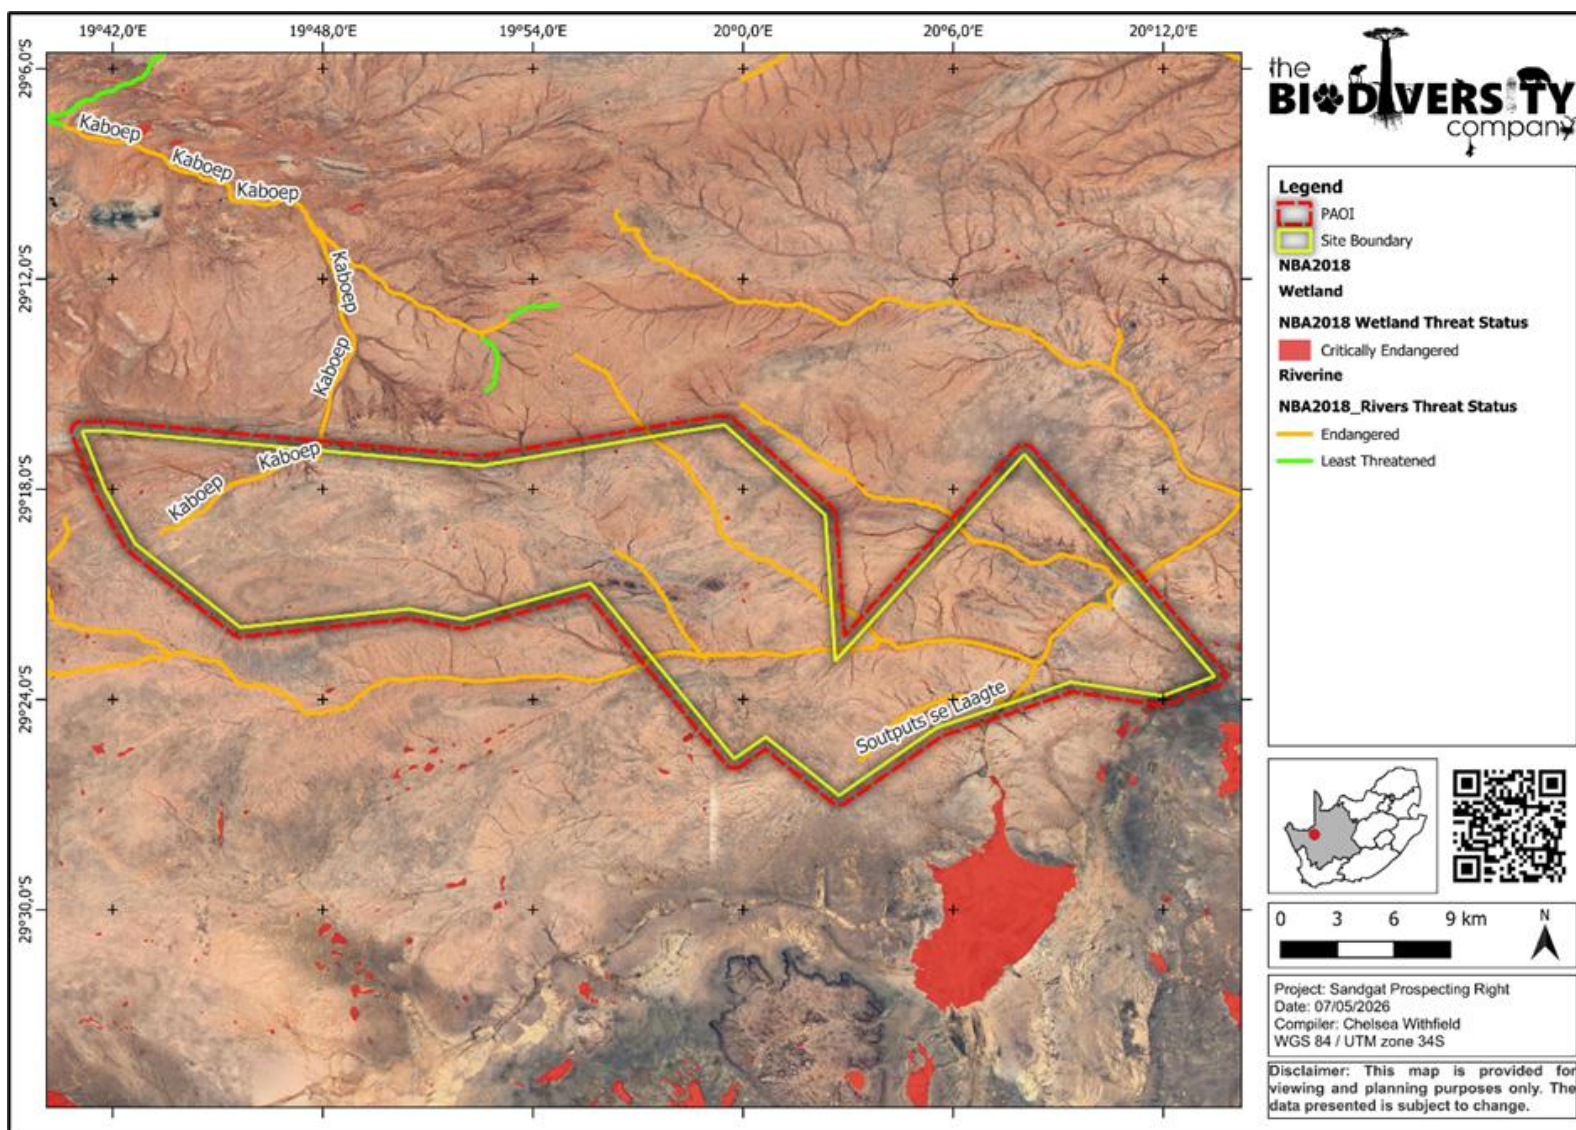 19°42,0'E 19°48,0'E 19°54,0'E 20°0,0'E 20°6,0'E 20°12,0'E
29°6,0'S
29°12,0'S
29°18,0'S
29°24,0'S
29°30,0'S
Kaboep
Kaboep
Kaboep
Kaboep
Kaboep
Kaboep
Kaboep
Soutputs se Laagte
the
BIODIVERSITY
company
Legend
PAOI
Site Boundary
NBA2018
Wetland
NBA2018 Wetland Threat Status
Critically Endangered
Riverine
NBA2018_Rivers Threat Status
Endangered
Least Threatened
0 3 6 9 km
N
Project: Sandgat Prospecting Right
Date: 07/05/2026
Compiler: Chelsea Withfield
WGS 84 / UTM zone 34S
Disclaimer: This map is provided for
viewing and planning purposes only. The
data presented is subject to change.